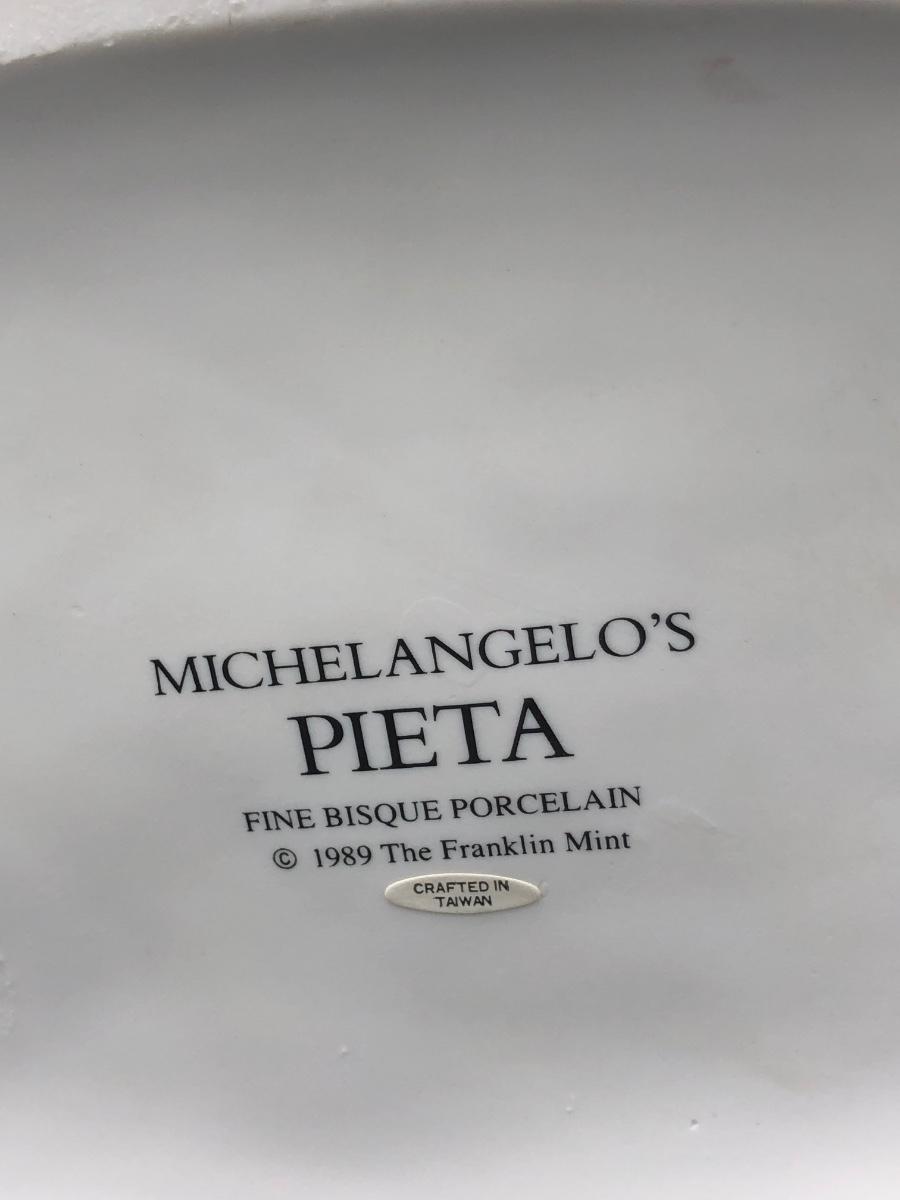 MICHELANGELO'S
PIETA
FINE BISQUE PORCELAIN
© 1989 The Franklin Mint
CRAFTED IN
TAIWAN